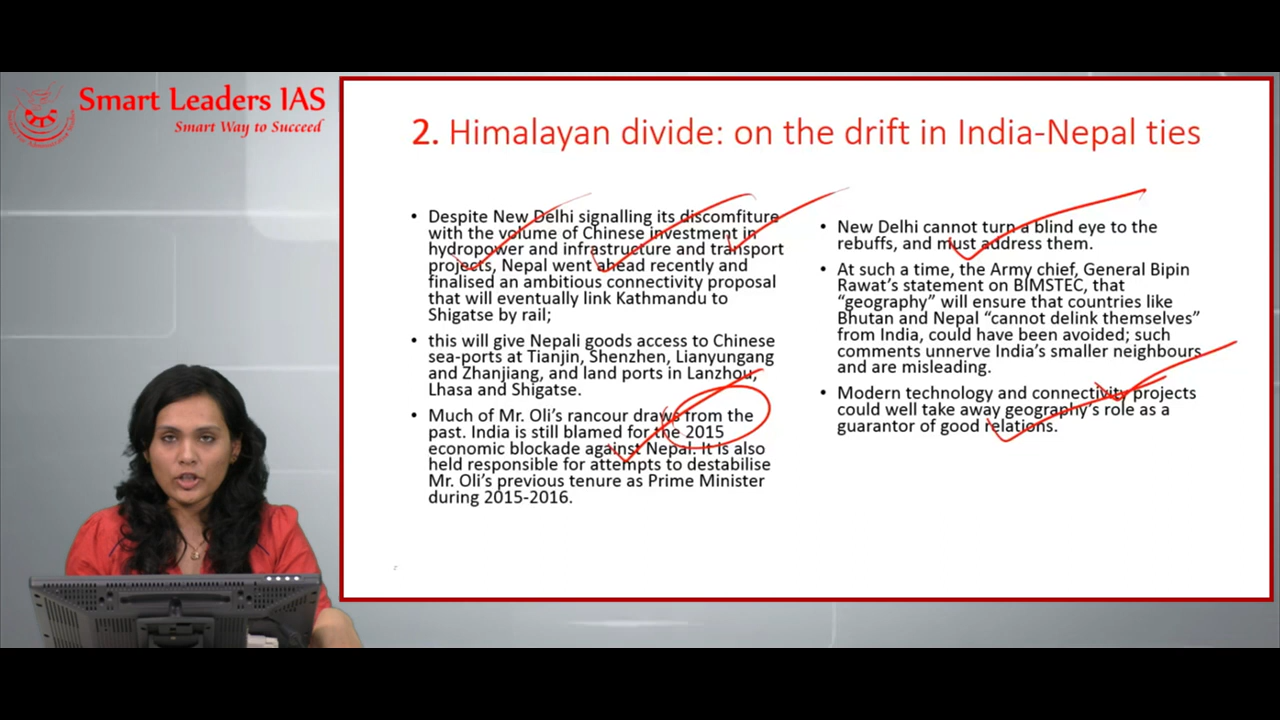 Smart Leaders IAS
Smart Way to Succeed
2. Himalayan divide: on the drift in India-Nepal ties
• Despite New Delhi signalling its discomfiture
with the volume of Chinese investment in
hydropower and infrastructure and transport
projects, Nepal went ahead recently and
finalised an ambitious connectivity proposal
that will eventually link Kathmandu to
Shigatse by rail;
• this will give Nepali goods access to Chinese
sea-ports at Tianjin, Shenzhen, Lianyungang
and Zhanjiang, and land ports in Lanzhou,
Lhasa and Shigatse.
• Much of Mr. Oli’s rancour draws from the
past. India is still blamed for the 2015
economic blockade against Nepal. It is also
held responsible for attempts to destabilise
Mr. Oli’s previous tenure as Prime Minister
during 2015-2016.
• New Delhi cannot turn a blind eye to the
rebuffs, and must address them.
• At such a time, the Army chief, General Bipin
Rawat’s statement on BIMSTEC, that
“geography” will ensure that countries like
Bhutan and Nepal “cannot delink themselves”
from India, could have been avoided; such
comments unnerve India’s smaller neighbours
and are misleading.
• Modern technology and connectivity projects
could well take away geography’s role as a
guarantor of good relations.